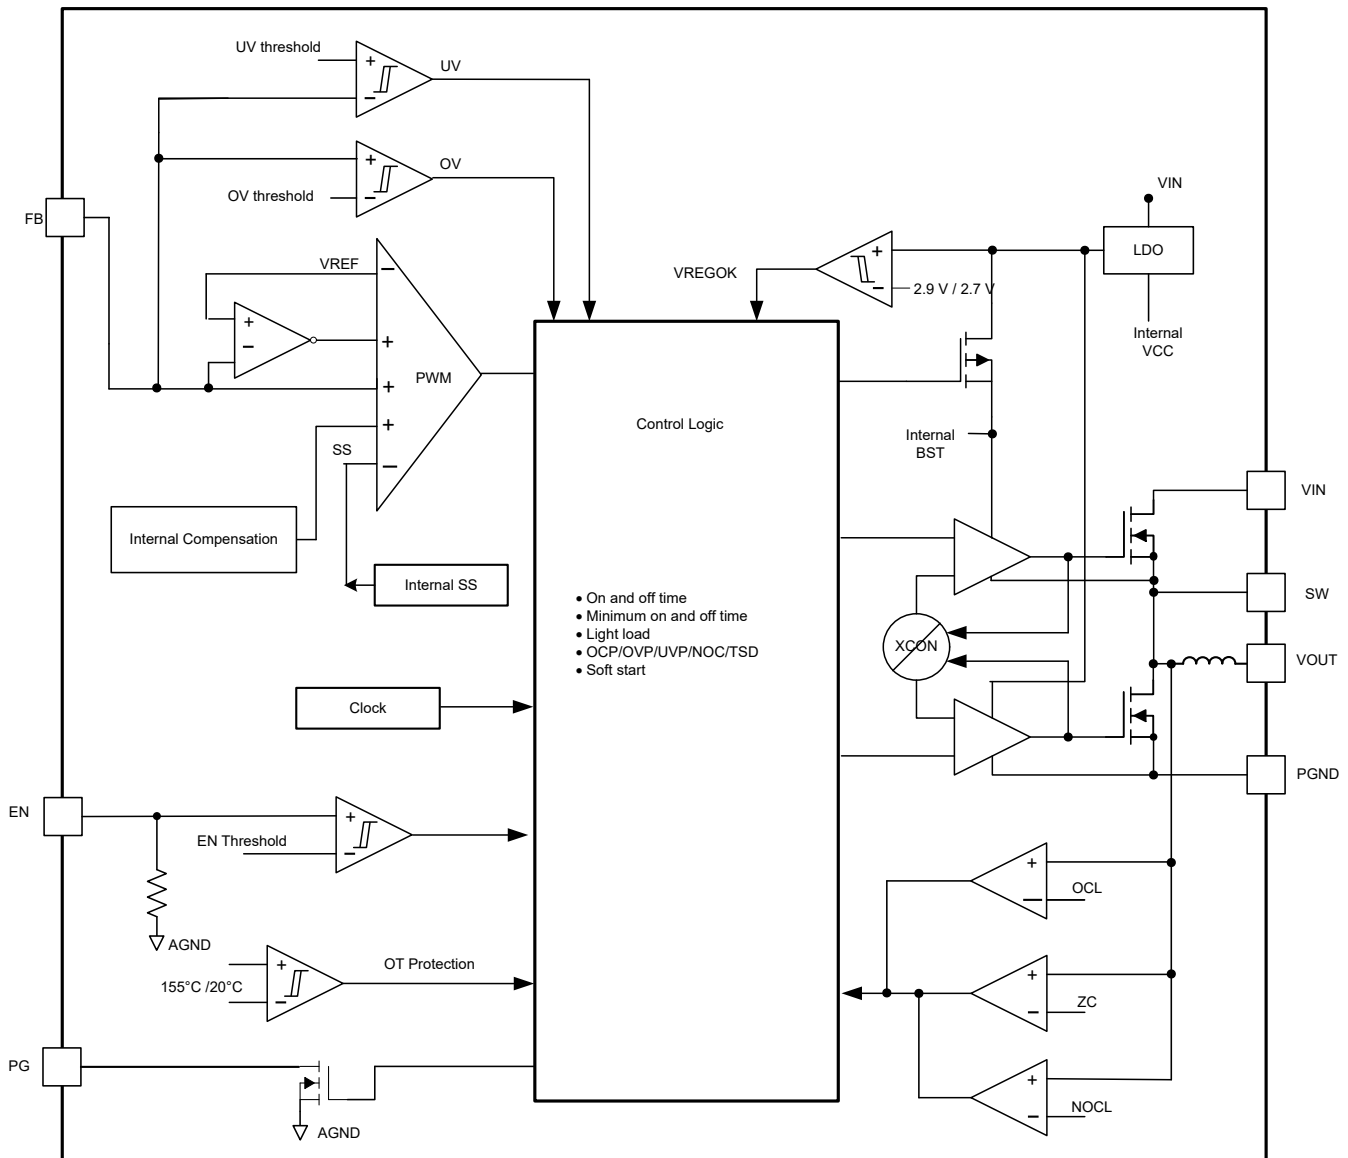 UV threshold
+
−
UV
+
−
OV
OV threshold
FB
VREF
−
+
−
+
+
+
−
PWM
SS
Internal Compensation
Internal SS
Clock
VREGOK
+
−
2.9 V / 2.7 V
VIN
LDO
Internal
VCC
Control Logic
Internal
BST
• On and off time
• Minimum on and off time
• Light load
• OCP/OVP/UVP/NOC/TSD
• Soft start
XCON
VIN
SW
VOUT
PGND
EN
EN Threshold
+
−
AGND
155°C /20°C
+
−
OT Protection
PG
AGND
+
−
OCL
+
−
ZC
+
−
NOCL